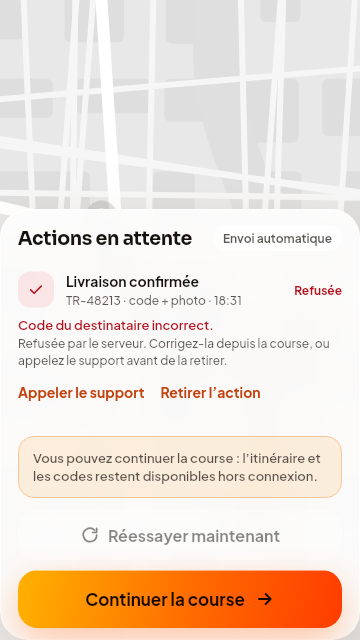 Actions en attente
Envoi automatique
Livraison confirmée
TR-48213 · code + photo · 18:31
Refusée
Code du destinataire incorrect.
Refusée par le serveur. Corrigez-la depuis la course, ou
appelez le support avant de la retirer.
Appeler le support
Retirer l’action
Vous pouvez continuer la course : l’itinéraire et
les codes restent disponibles hors connexion.
Réessayer maintenant
Continuer la course